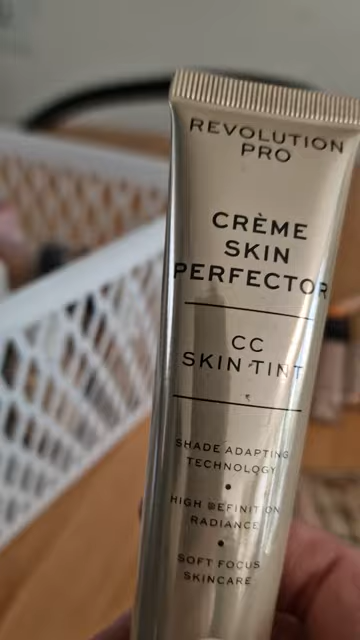 REVOLUTION
PRO
CRÈME
SKIN
PERFECTOR
CC
SKIN TINT
SHADE ADAPTING
TECHNOLOGY
•
HIGH DEFINITION
RADIANCE
•
SOFT FOCUS
SKINCARE